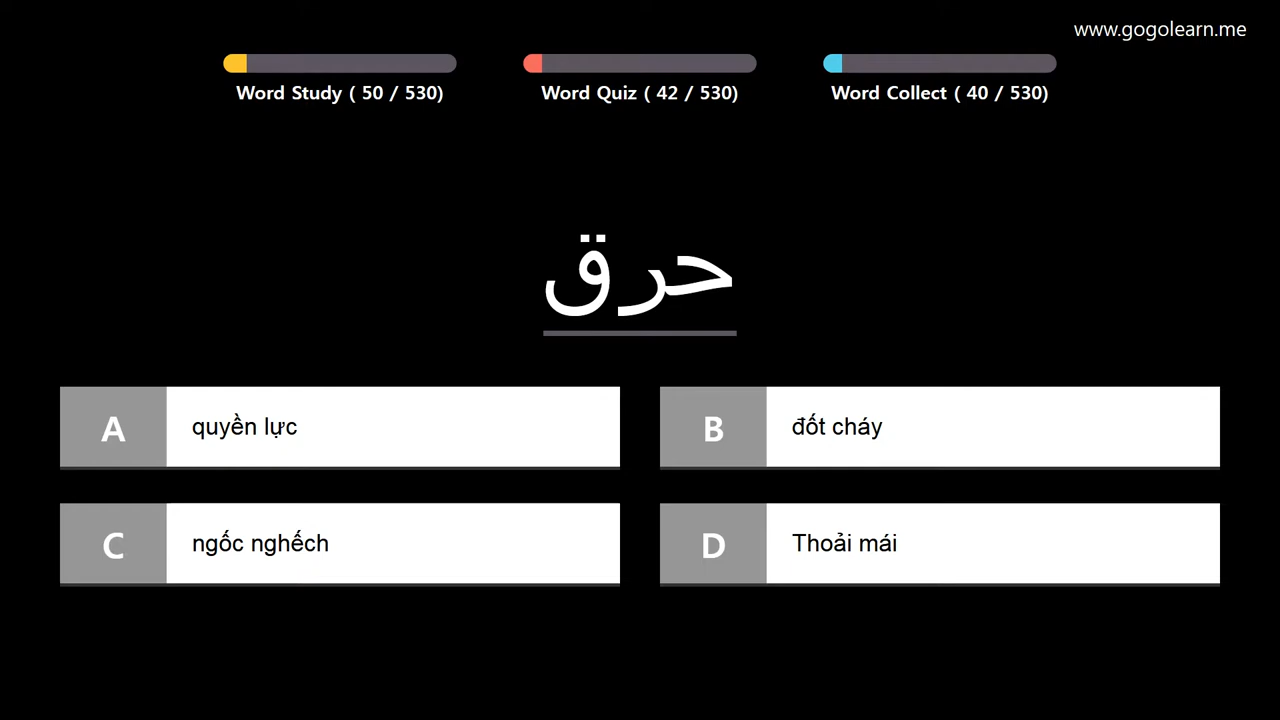 www.gogolearn.me
Word Study ( 50 / 530)
Word Quiz ( 42 / 530)
Word Collect ( 40 / 530)
حرق
A quyền lực
B đốt cháy
C ngốc nghếch
D Thoải mái